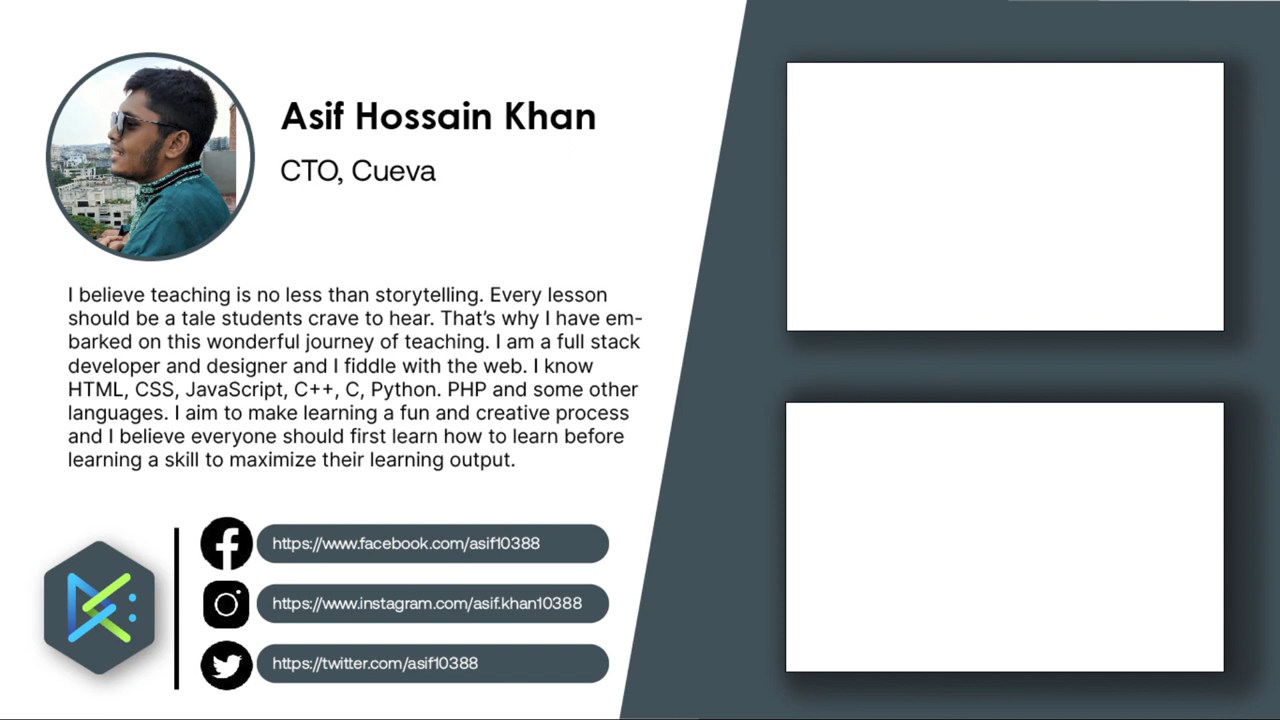 Asif Hossain Khan
CTO, Cueva
I believe teaching is no less than storytelling. Every lesson
should be a tale students crave to hear. That's why I have em-
barked on this wonderful journey of teaching. I am a full stack
developer and designer and I fiddle with the web. I know
HTML, CSS, JavaScript, C++, C, Python. PHP and some other
languages. I aim to make learning a fun and creative process
and I believe everyone should first learn how to learn before
learning a skill to maximize their learning output.
https://www.facebook.com/asif10388
https://www.instagram.com/asif.khan10388
https://twitter.com/asif10388